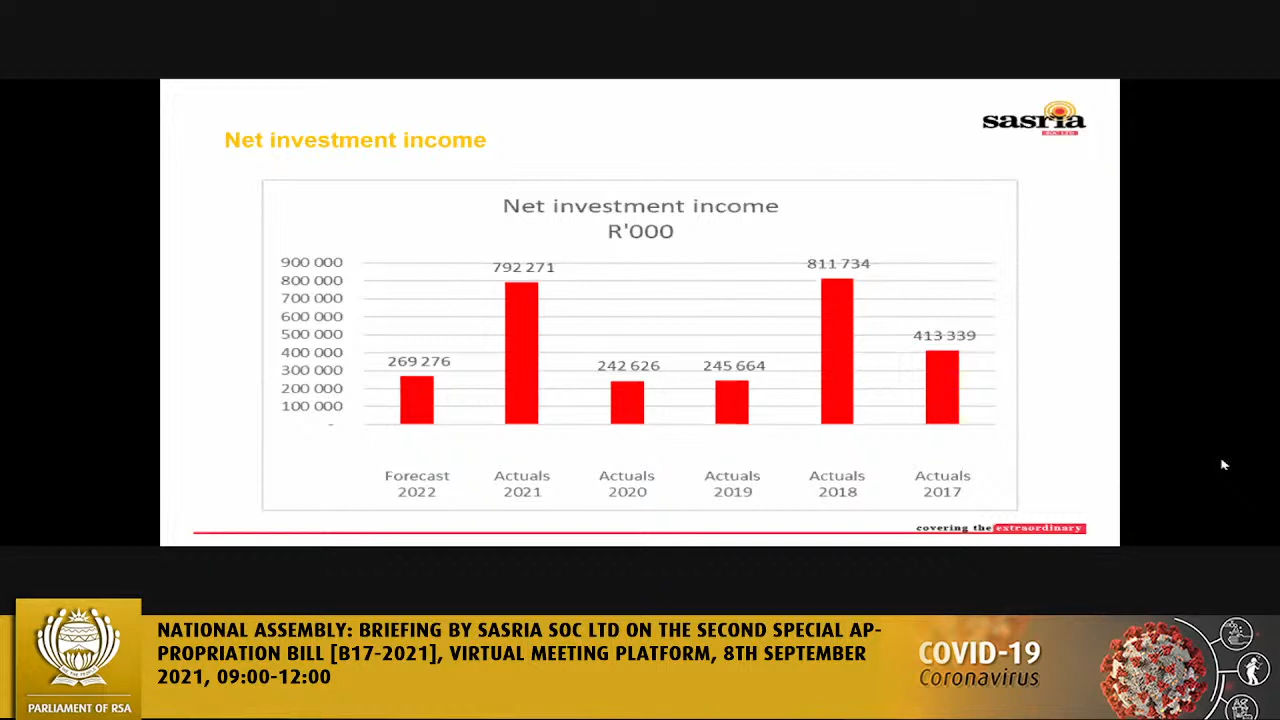 sasria
Net investment income
Net investment income
R'000
900 000
800 000
700 000
600 000
500 000
400 000
300 000
200 000
100 000
-
269 276
792 271
242 626
245 664
811 734
413 339
Forecast
2022
Actuals
2021
Actuals
2020
Actuals
2019
Actuals
2018
Actuals
2017
covering the extraordinary
NATIONAL ASSEMBLY: BRIEFING BY SASRIA SOC LTD ON THE SECOND SPECIAL AP-
PROPRIATION BILL [B17-2021], VIRTUAL MEETING PLATFORM, 8TH SEPTEMBER
2021, 09:00-12:00
PARLIAMENT OF RSA
COVID-19
Coronavirus